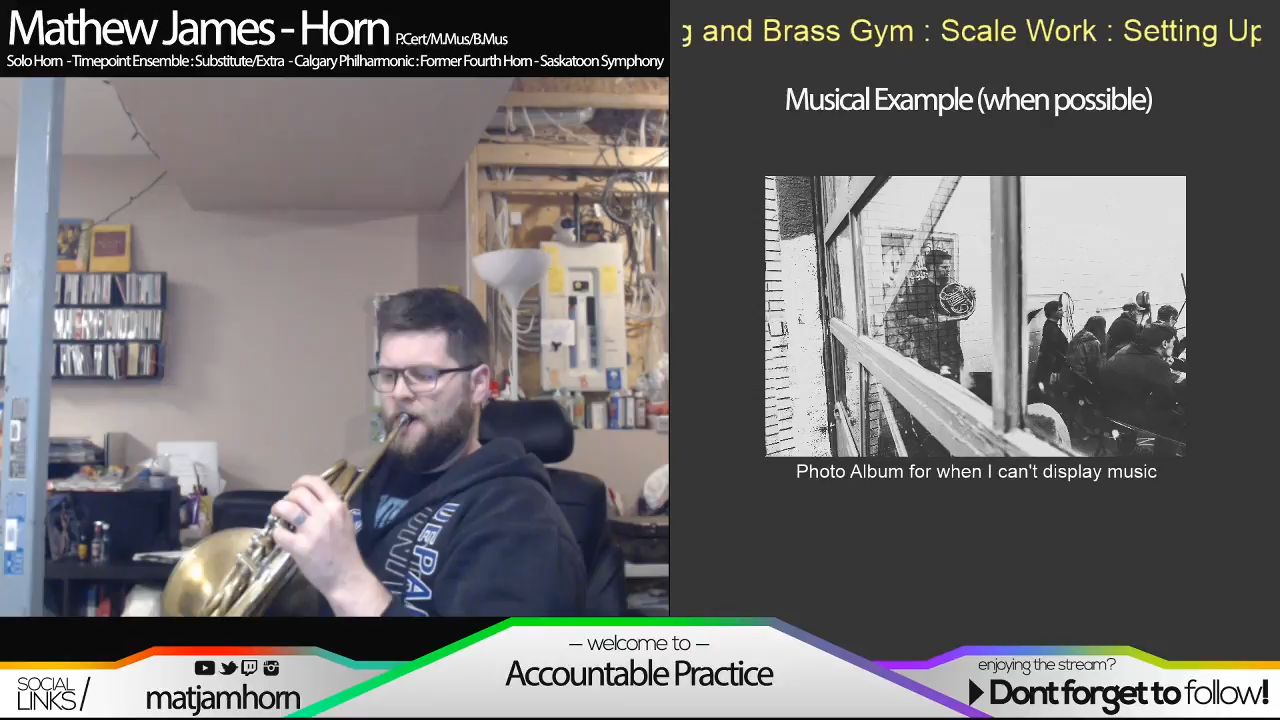 Mathew James - Horn P.Cert/M.Mus/B.Mus
Solo Horn - Timepoint Ensemble : Substitute/Extra - Calgary Philharmonic : Former Fourth Horn - Saskatoon Symphony
g and Brass Gym : Scale Work : Setting Up
Musical Example (when possible)
Photo Album for when I can't display music
UEPA
UNIV
– welcome to –
Accountable Practice
SOCIAL
LINKS
matjamhorn
enjoying the stream?
Dont forget to follow!